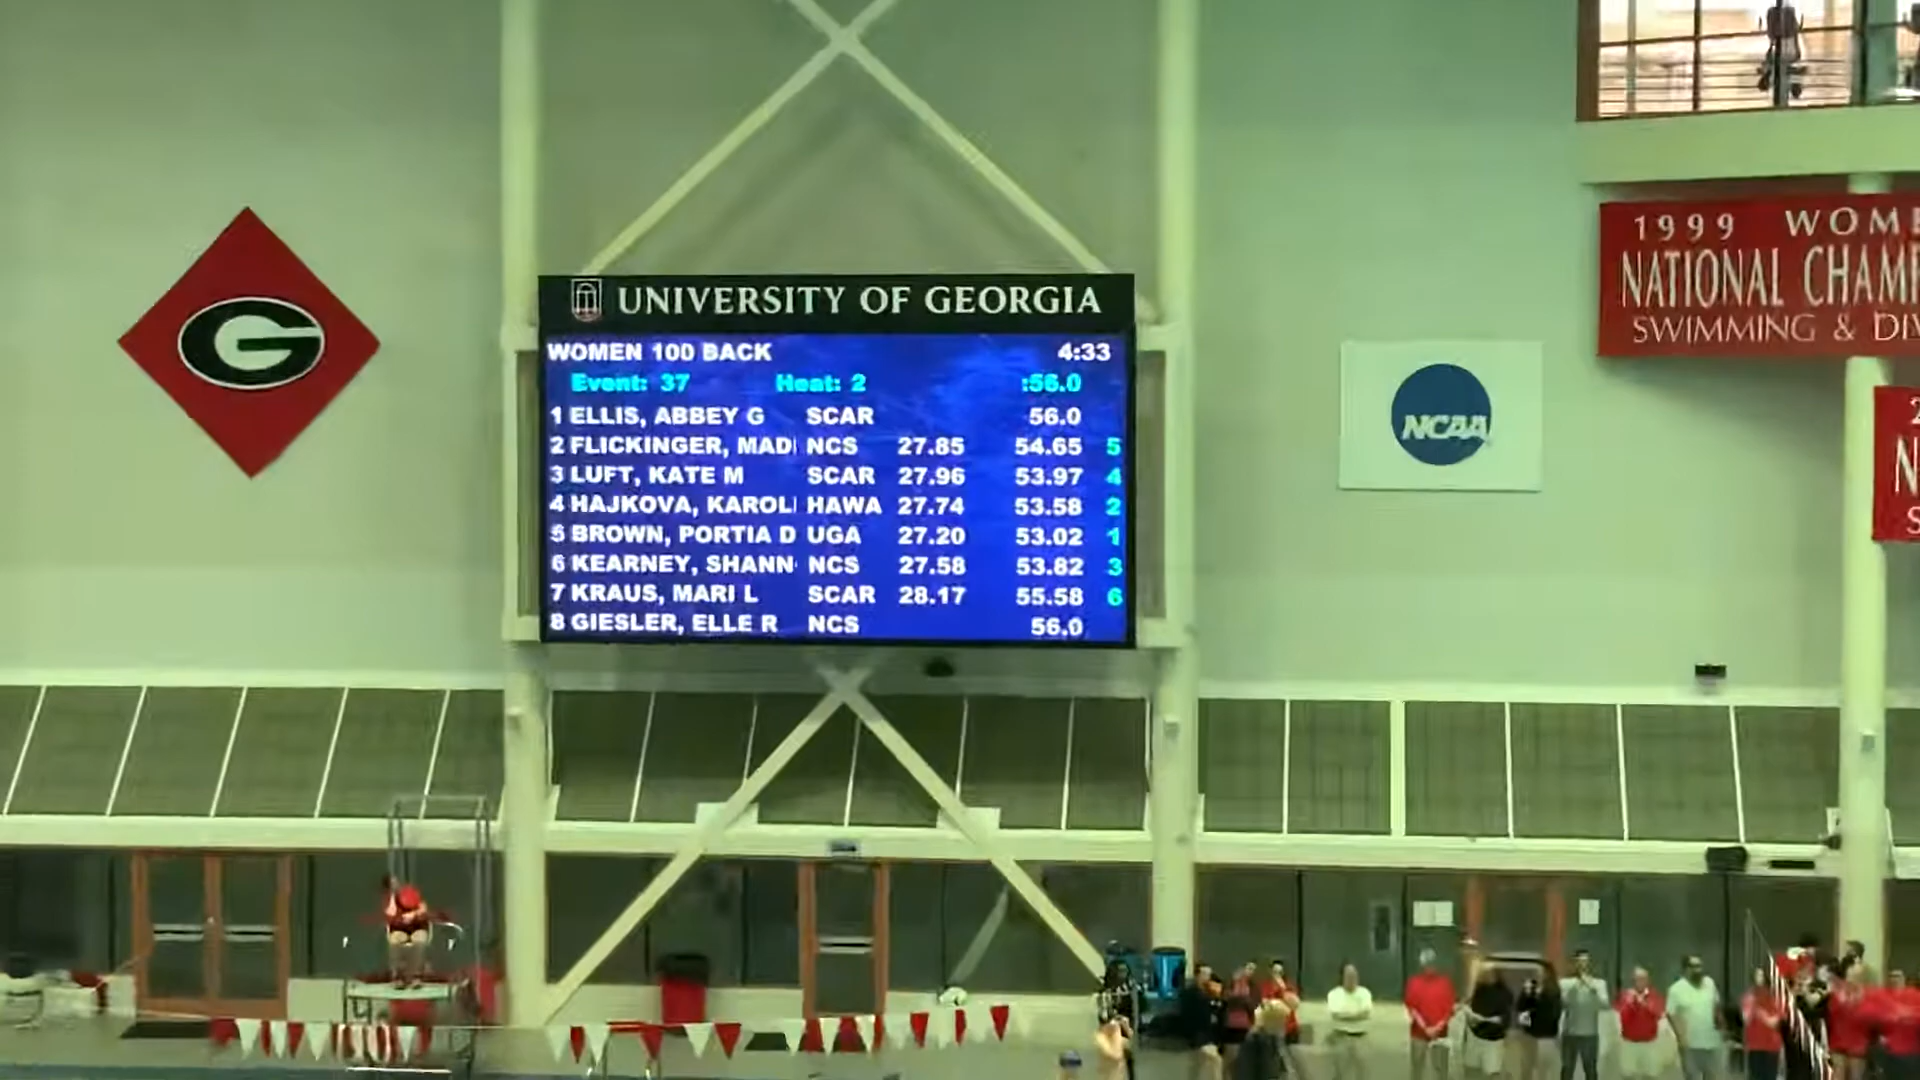 UNIVERSITY OF GEORGIA
WOMEN 100 BACK 4:33
Event: 37 Heat: 2 :56.0
1 ELLIS, ABBEY G SCAR 56.0
2 FLICKINGER, MADI NCS 27.85 54.65 5
3 LUFT, KATE M SCAR 27.96 53.97 4
4 HAJKOVA, KAROLI HAWA 27.74 53.58 2
5 BROWN, PORTIA D UGA 27.20 53.02 1
6 KEARNEY, SHANN NCS 27.58 53.82 3
7 KRAUS, MARI L SCAR 28.17 55.58 6
8 GIESLER, ELLE R NCS 56.0
G
NCAA
1999 WOME
NATIONAL CHAMP
SWIMMING & DIV
2
N
S